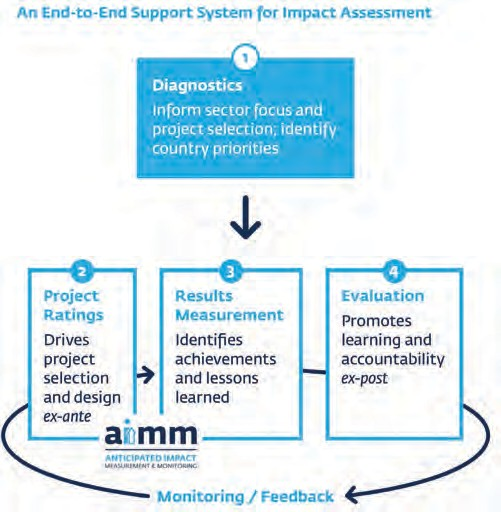 An End-to-End Support System for Impact Assessment
1
Diagnostics
Inform sector focus and
project selection; identify
country priorities
2
Project
Ratings
Drives
project
selection
and design
ex-ante
3
Results
Measurement
Identifies
achievements
and lessons
learned
4
Evaluation
Promotes
learning and
accountability
ex-post
aimm
ANTICIPATED IMPACT
MEASUREMENT & MONITORING
Monitoring / Feedback